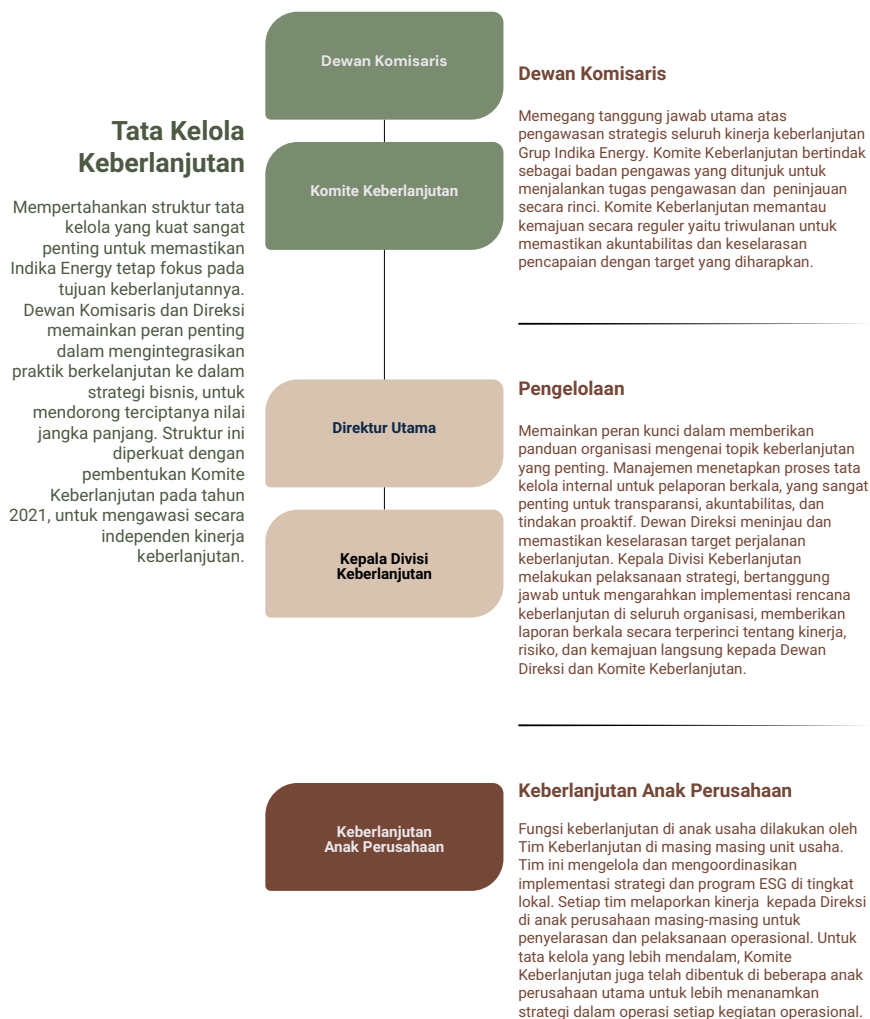 Tata Kelola
Keberlanjutan
Mempertahankan struktur tata
kelola yang kuat sangat
penting untuk memastikan
Indika Energy tetap fokus pada
tujuan keberlanjutannya.
Dewan Komisaris dan Direksi
memainkan peran penting
dalam mengintegrasikan
praktik berkelanjutan ke dalam
strategi bisnis, untuk
mendorong terciptanya nilai
jangka panjang. Struktur ini
diperkuat dengan
pembentukan Komite
Keberlanjutan pada tahun
2021, untuk mengawasi secara
independen kinerja
keberlanjutan.
Dewan Komisaris
Komite Keberlanjutan
Direktur Utama
Kepala Divisi
Keberlanjutan
Keberlanjutan
Anak Perusahaan
Dewan Komisaris
Memegang tanggung jawab utama atas
pengawasan strategis seluruh kinerja keberlanjutan
Grup Indika Energy. Komite Keberlanjutan bertindak
sebagai badan pengawas yang ditunjuk untuk
menjalankan tugas pengawasan dan  peninjauan
secara rinci. Komite Keberlanjutan memantau
kemajuan secara reguler yaitu triwulanan untuk
memastikan akuntabilitas dan keselarasan
pencapaian dengan target yang diharapkan.
Pengelolaan
Memainkan peran kunci dalam memberikan
panduan organisasi mengenai topik keberlanjutan
yang penting. Manajemen menetapkan proses tata
kelola internal untuk pelaporan berkala, yang sangat
penting untuk transparansi, akuntabilitas, dan
tindakan proaktif. Dewan Direksi meninjau dan
memastikan keselarasan target perjalanan
keberlanjutan. Kepala Divisi Keberlanjutan
melakukan pelaksanaan strategi, bertanggung
jawab untuk mengarahkan implementasi rencana
keberlanjutan di seluruh organisasi, memberikan
laporan berkala secara terperinci tentang kinerja,
risiko, dan kemajuan langsung kepada Dewan
Direksi dan Komite Keberlanjutan.
Keberlanjutan Anak Perusahaan
Fungsi keberlanjutan di anak usaha dilakukan oleh
Tim Keberlanjutan di masing masing unit usaha.
Tim ini mengelola dan mengoordinasikan
implementasi strategi dan program ESG di tingkat
lokal. Setiap tim melaporkan kinerja  kepada Direksi
di anak perusahaan masing-masing untuk
penyelarasan dan pelaksanaan operasional. Untuk
tata kelola yang lebih mendalam, Komite
Keberlanjutan juga telah dibentuk di beberapa anak
perusahaan utama untuk lebih menanamkan
strategi dalam operasi setiap kegiatan operasional.